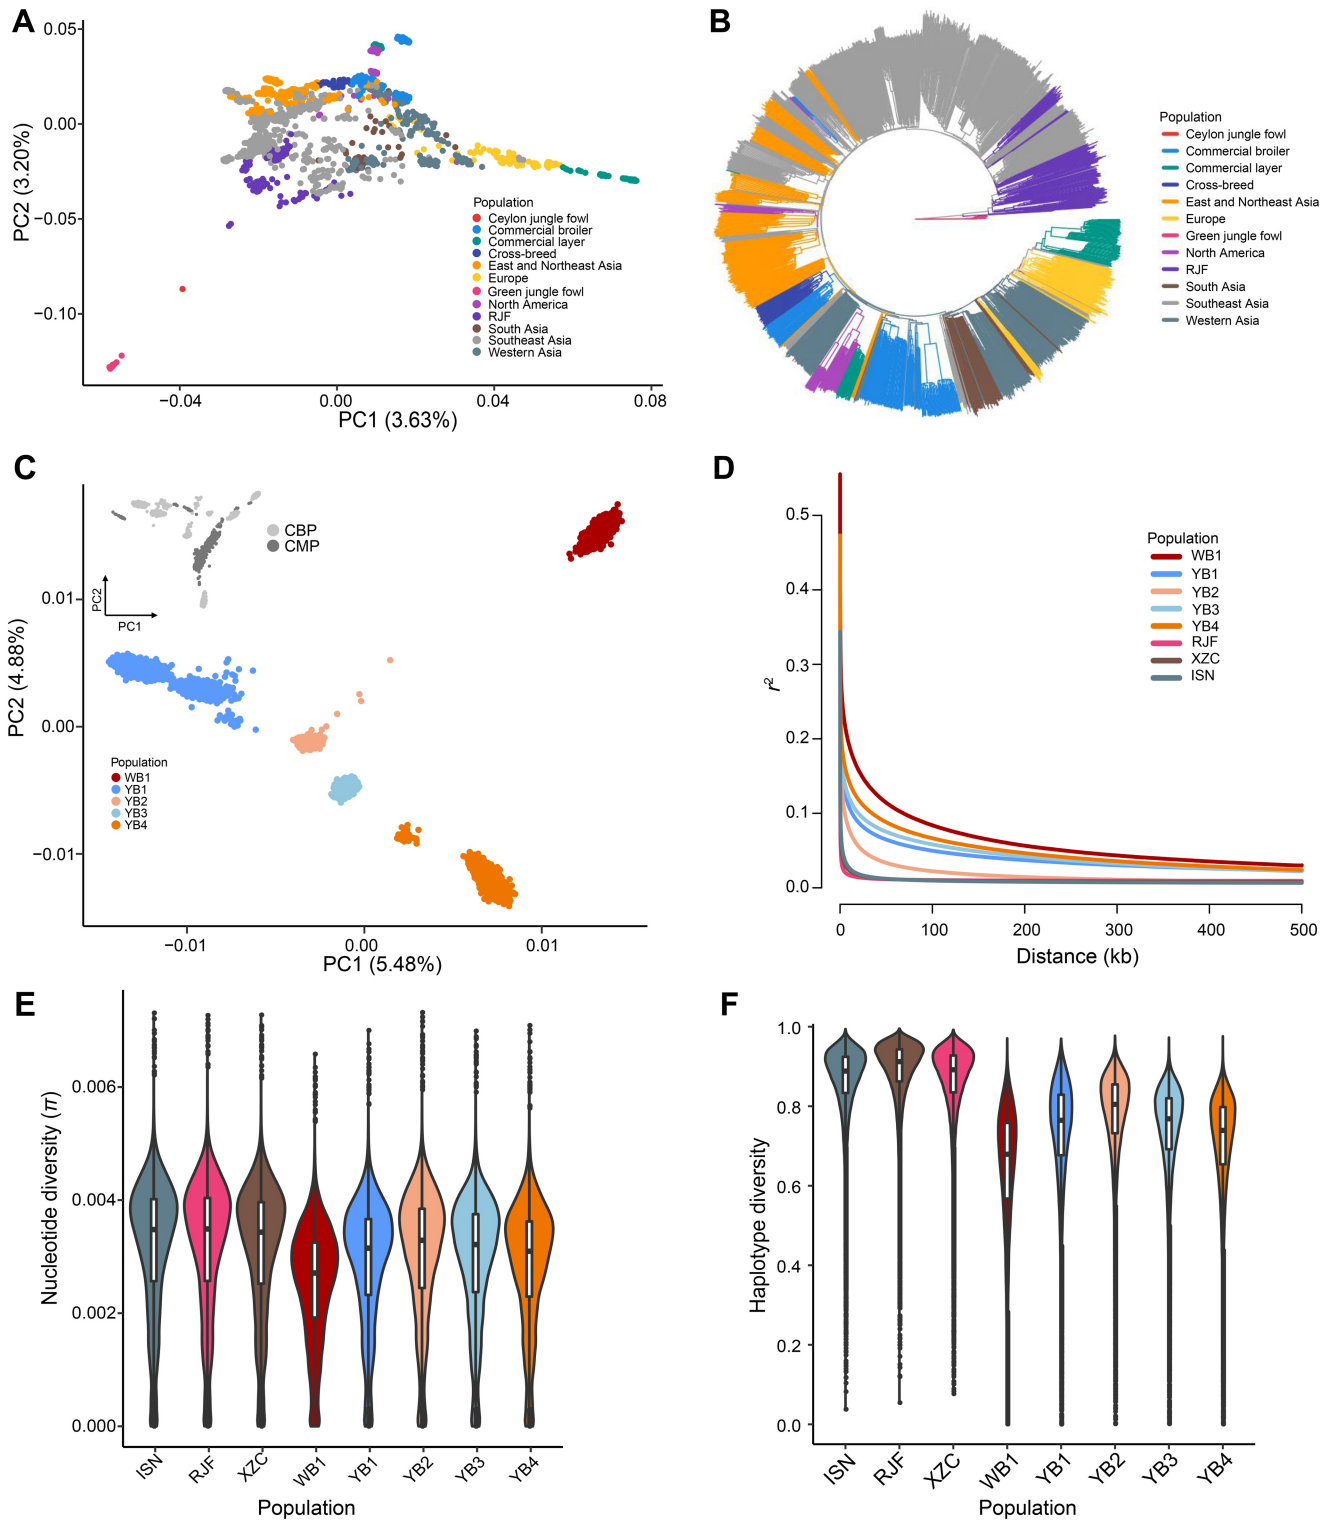 A
0.05
0.00
−0.05
−0.10
PC2 (3.20%)
−0.04
0.00
0.04
0.08
PC1 (3.63%)
Population
Ceylon jungle fowl
Commercial broiler
Commercial layer
Cross-breed
East and Northeast Asia
Europe
Green jungle fowl
North America
RJF
South Asia
Southeast Asia
Western Asia
B
Population
Ceylon jungle fowl
Commercial broiler
Commercial layer
Cross-breed
East and Northeast Asia
Europe
Green jungle fowl
North America
RJF
South Asia
Southeast Asia
Western Asia
C
CBP
CMP
PC2
PC1
0.01
0.00
−0.01
PC2 (4.88%)
Population
WB1
YB1
YB2
YB3
YB4
−0.01
0.00
0.01
PC1 (5.48%)
D
0.5
0.4
0.3
0.2
0.1
0.0
r²
Population
WB1
YB1
YB2
YB3
YB4
RJF
XZC
ISN
0
100
200
300
400
500
Distance (kb)
E
0.006
0.004
0.002
0.000
Nucleotide diversity (π)
ISN
RJF
XZC
WB1
YB1
YB2
YB3
YB4
Population
F
1.0
0.8
0.6
0.4
0.2
0.0
Haplotype diversity
ISN
RJF
XZC
WB1
YB1
YB2
YB3
YB4
Population